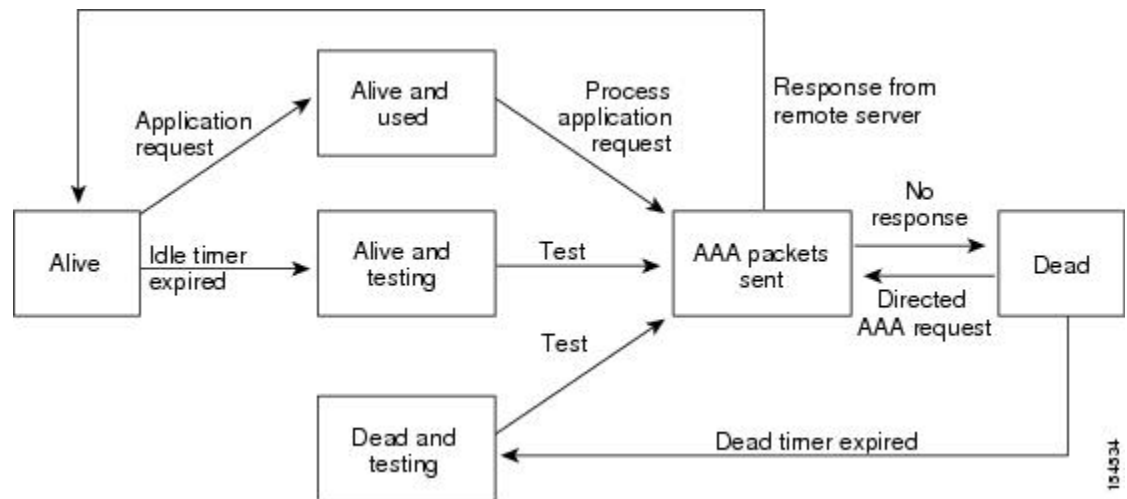 Alive and
used
Application
request
Process
application
request
Response from
remote server
Alive
Idle timer
expired
Alive and
testing
Test
AAA packets
sent
No
response
Directed
AAA request
Dead
Test
Dead and
testing
Dead timer expired
154534